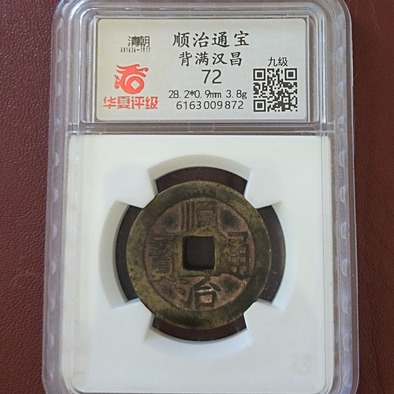 清朝
顺治通宝
背满汉昌
72
28.2*0.9mm 3.8g
6163009872
九级
华夏评级
顺治通宝